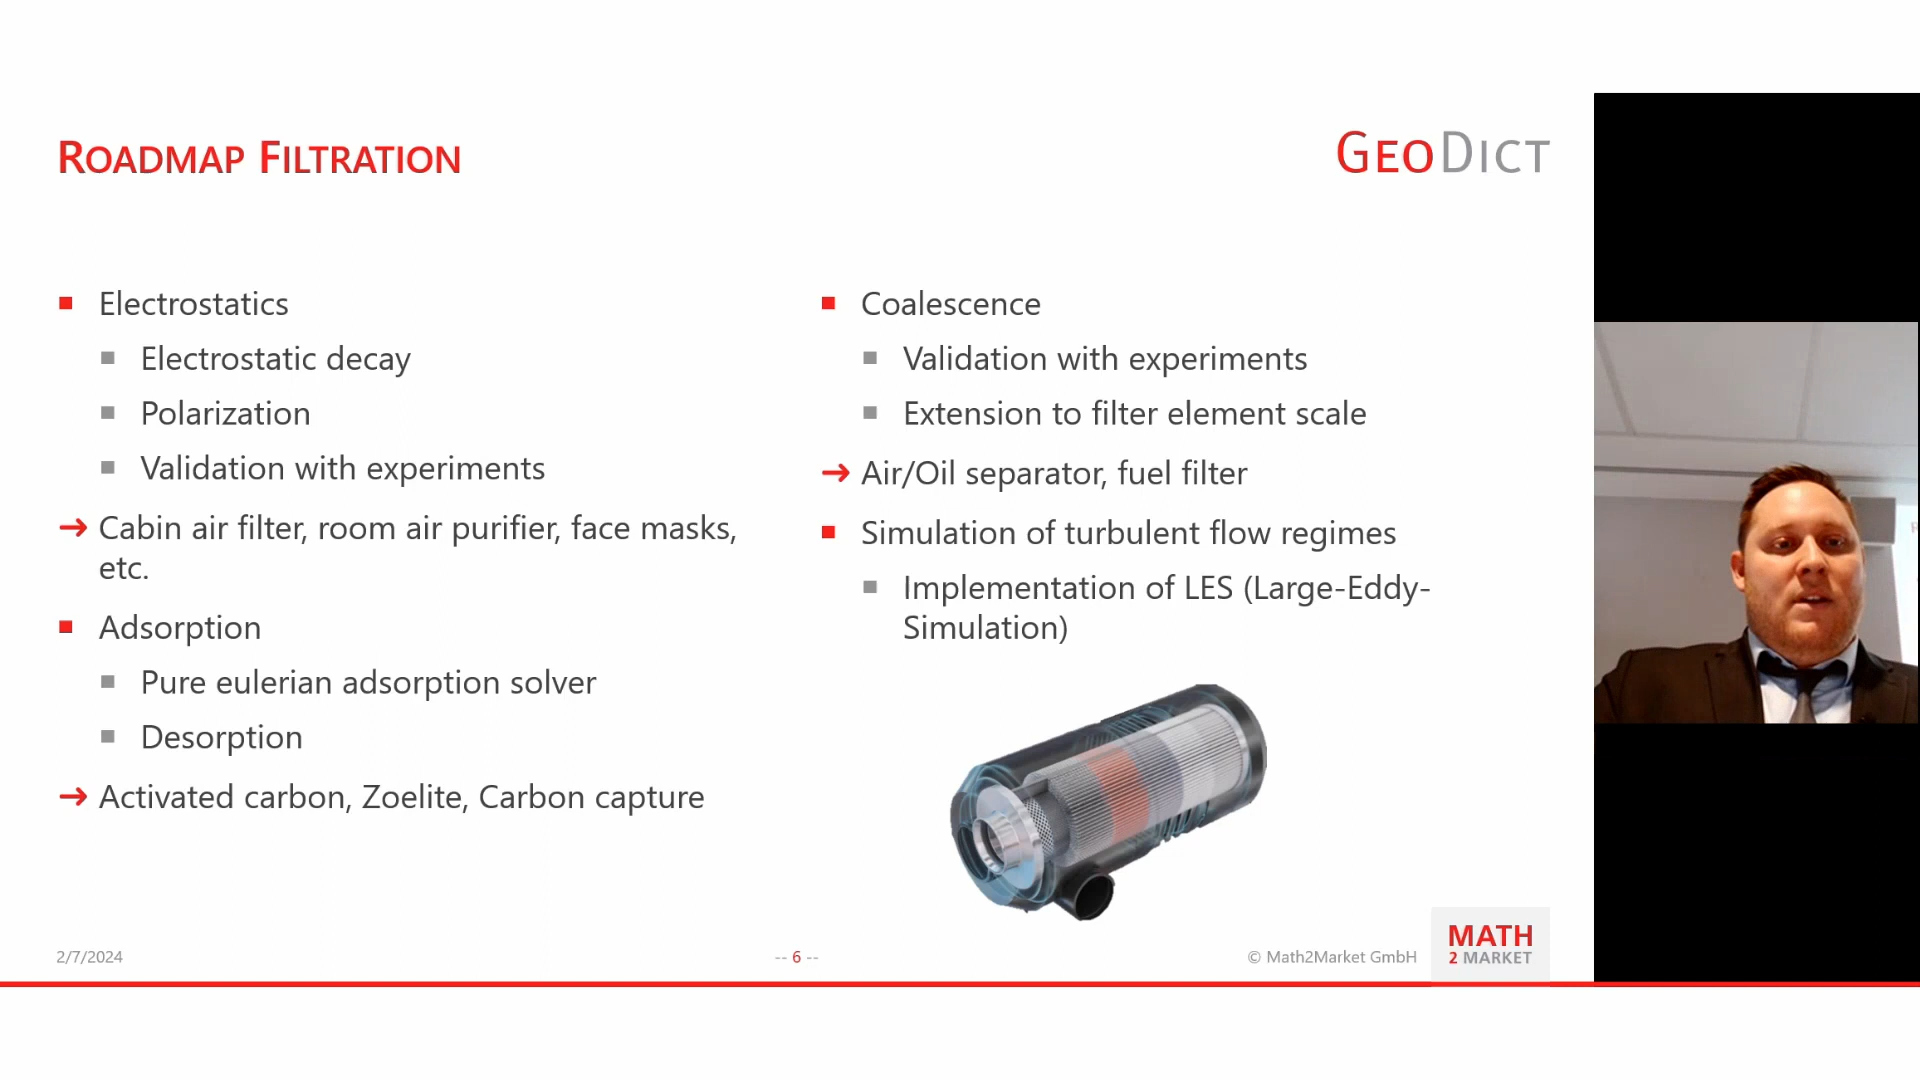 ROADMAP FILTRATION
GEODICT
Electrostatics
Electrostatic decay
Polarization
Validation with experiments
Cabin air filter, room air purifier, face masks,
etc.
Adsorption
Pure eulerian adsorption solver
Desorption
Activated carbon, Zoelite, Carbon capture
Coalescence
Validation with experiments
Extension to filter element scale
Air/Oil separator, fuel filter
Simulation of turbulent flow regimes
Implementation of LES (Large-Eddy-
Simulation)
2/7/2024
-- 6 --
© Math2Market GmbH
MATH
2 MARKET